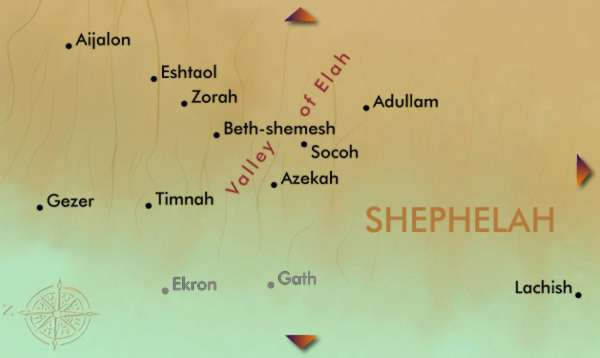 Aijalon
Eshtaol
Zorah
Adullam
Beth-shemesh
Valley of Elah
Socoh
Azekah
Gezer
Timnah
SHEPHELAH
Ekron
Gath
Lachish
N